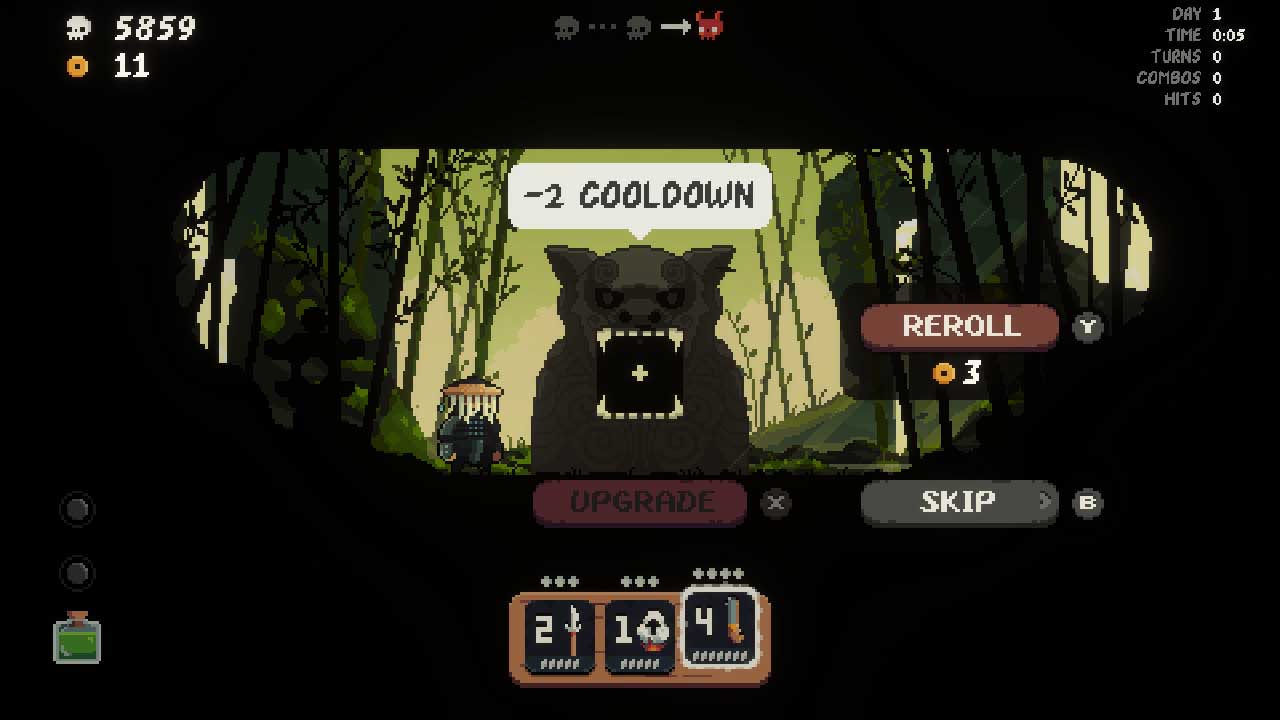 5859
11
DAY 1
TIME 0:05
TURNS 0
COMBOS 0
HITS 0
-2 COOLDOWN
REROLL Y
3
UPGRADE X
SKIP B
2 1 4